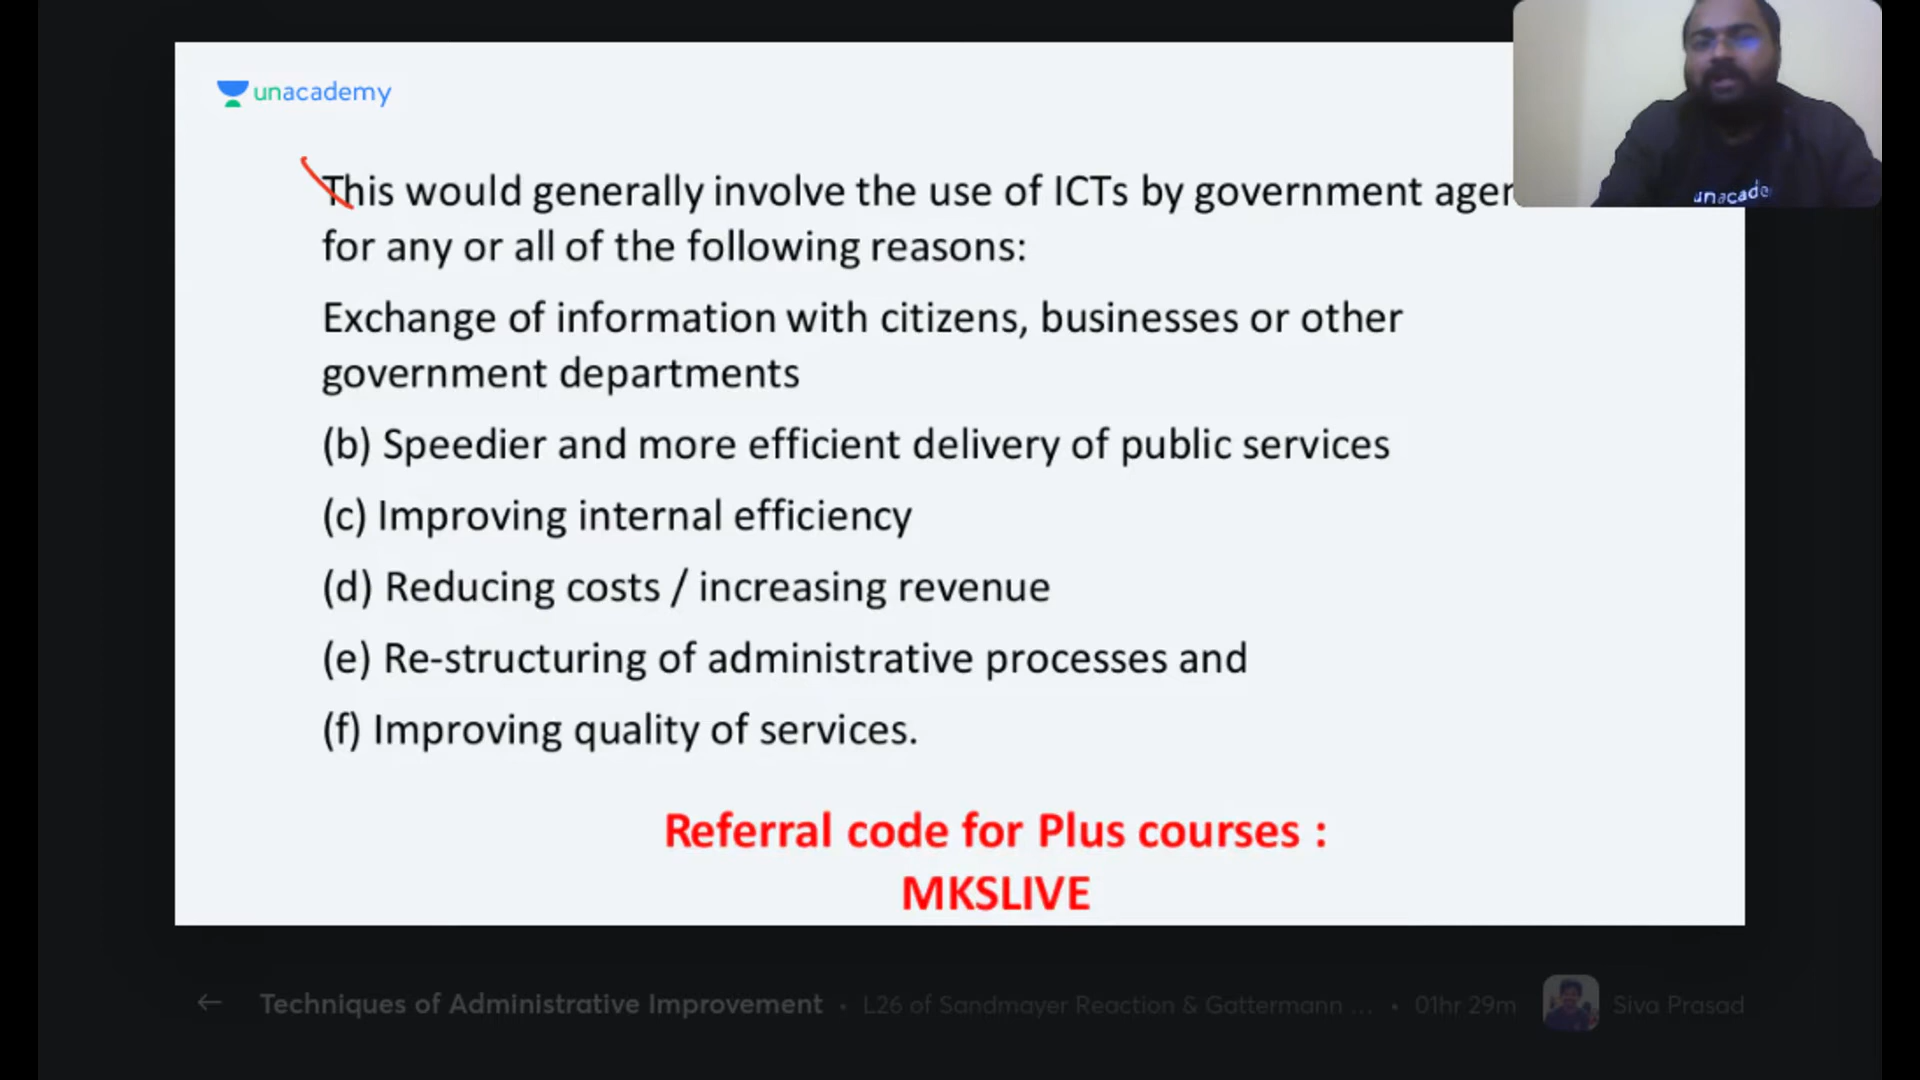 unacademy
This would generally involve the use of ICTs by government agen
for any or all of the following reasons:
Exchange of information with citizens, businesses or other
government departments
(b) Speedier and more efficient delivery of public services
(c) Improving internal efficiency
(d) Reducing costs / increasing revenue
(e) Re-structuring of administrative processes and
(f) Improving quality of services.
Referral code for Plus courses :
MKSLIVE
unacade
Techniques of Administrative Improvement • L26 of Sandmayer Reaction & Gattermann ... • 01hr 29m Siva Prasad